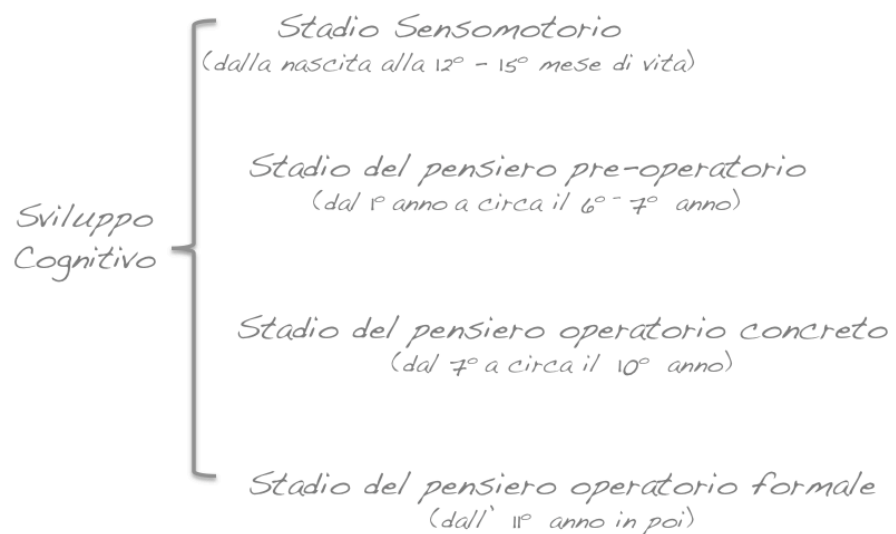 Stadio Sensomotorio
(dalla nascita alla 12° - 15° mese di vita)
Stadio del pensiero pre-operatorio
(dal 1° anno a circa il 6° - 7° anno)
Sviluppo
Cognitivo
Stadio del pensiero operatorio concreto
(dal 7° a circa il 10° anno)
Stadio del pensiero operatorio formale
(dall' 11° anno in poi)